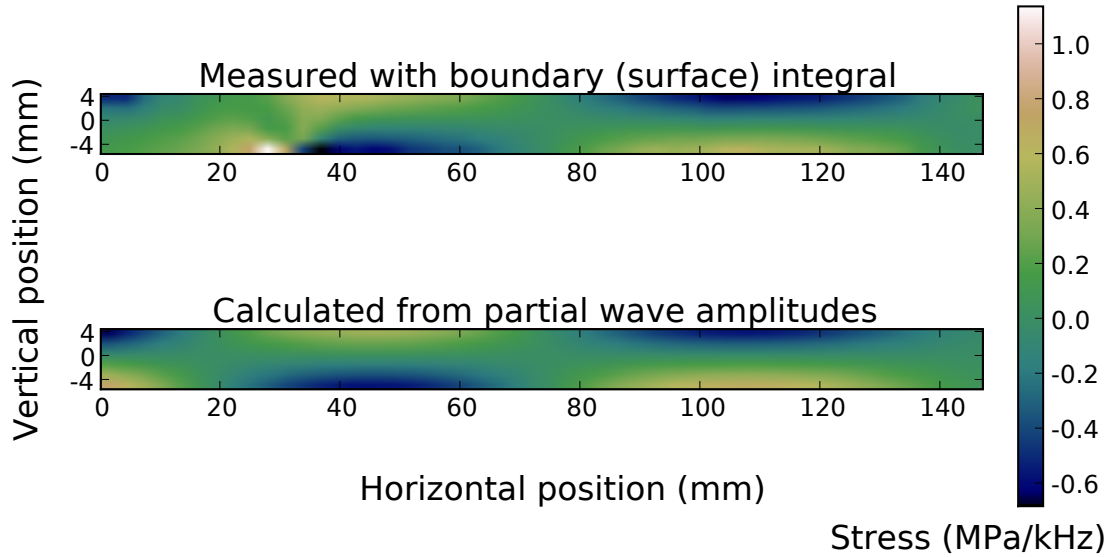 Measured with boundary (surface) integral
4
0
-4
0 20 40 60 80 100 120 140
Calculated from partial wave amplitudes
4
0
-4
0 20 40 60 80 100 120 140
Vertical position (mm)
Horizontal position (mm)
1.0
0.8
0.6
0.4
0.2
0.0
-0.2
-0.4
-0.6
Stress (MPa/kHz)